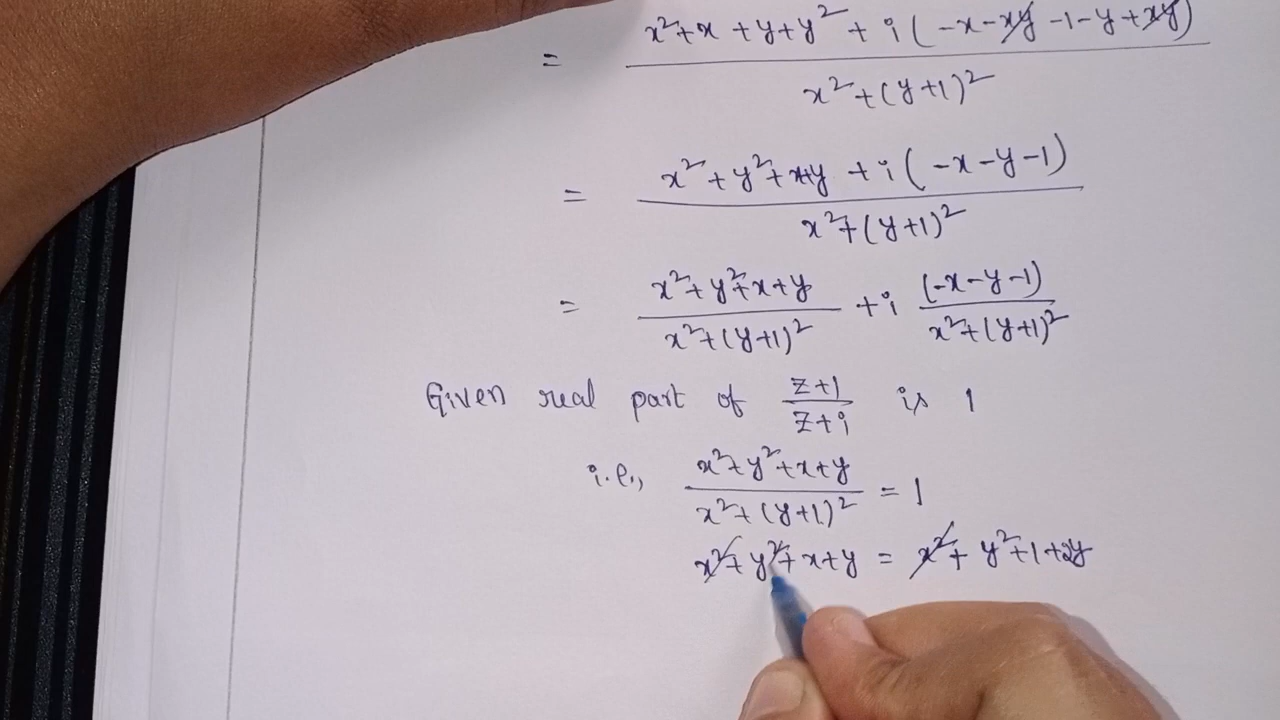 = x²+x+y+y²+i(-x-xy-1-y+xy) / x²+(y+1)²
= x²+y²+x+y+i(-x-y-1) / x²+(y+1)²
= x²+y²+x+y / x²+(y+1)² + i (-x-y-1) / x²+(y+1)²
Given real part of z+1 / z+i is 1
i.e., x²+y²+x+y / x²+(y+1)² = 1
x²+y²+x+y = x²+y²+1+2y